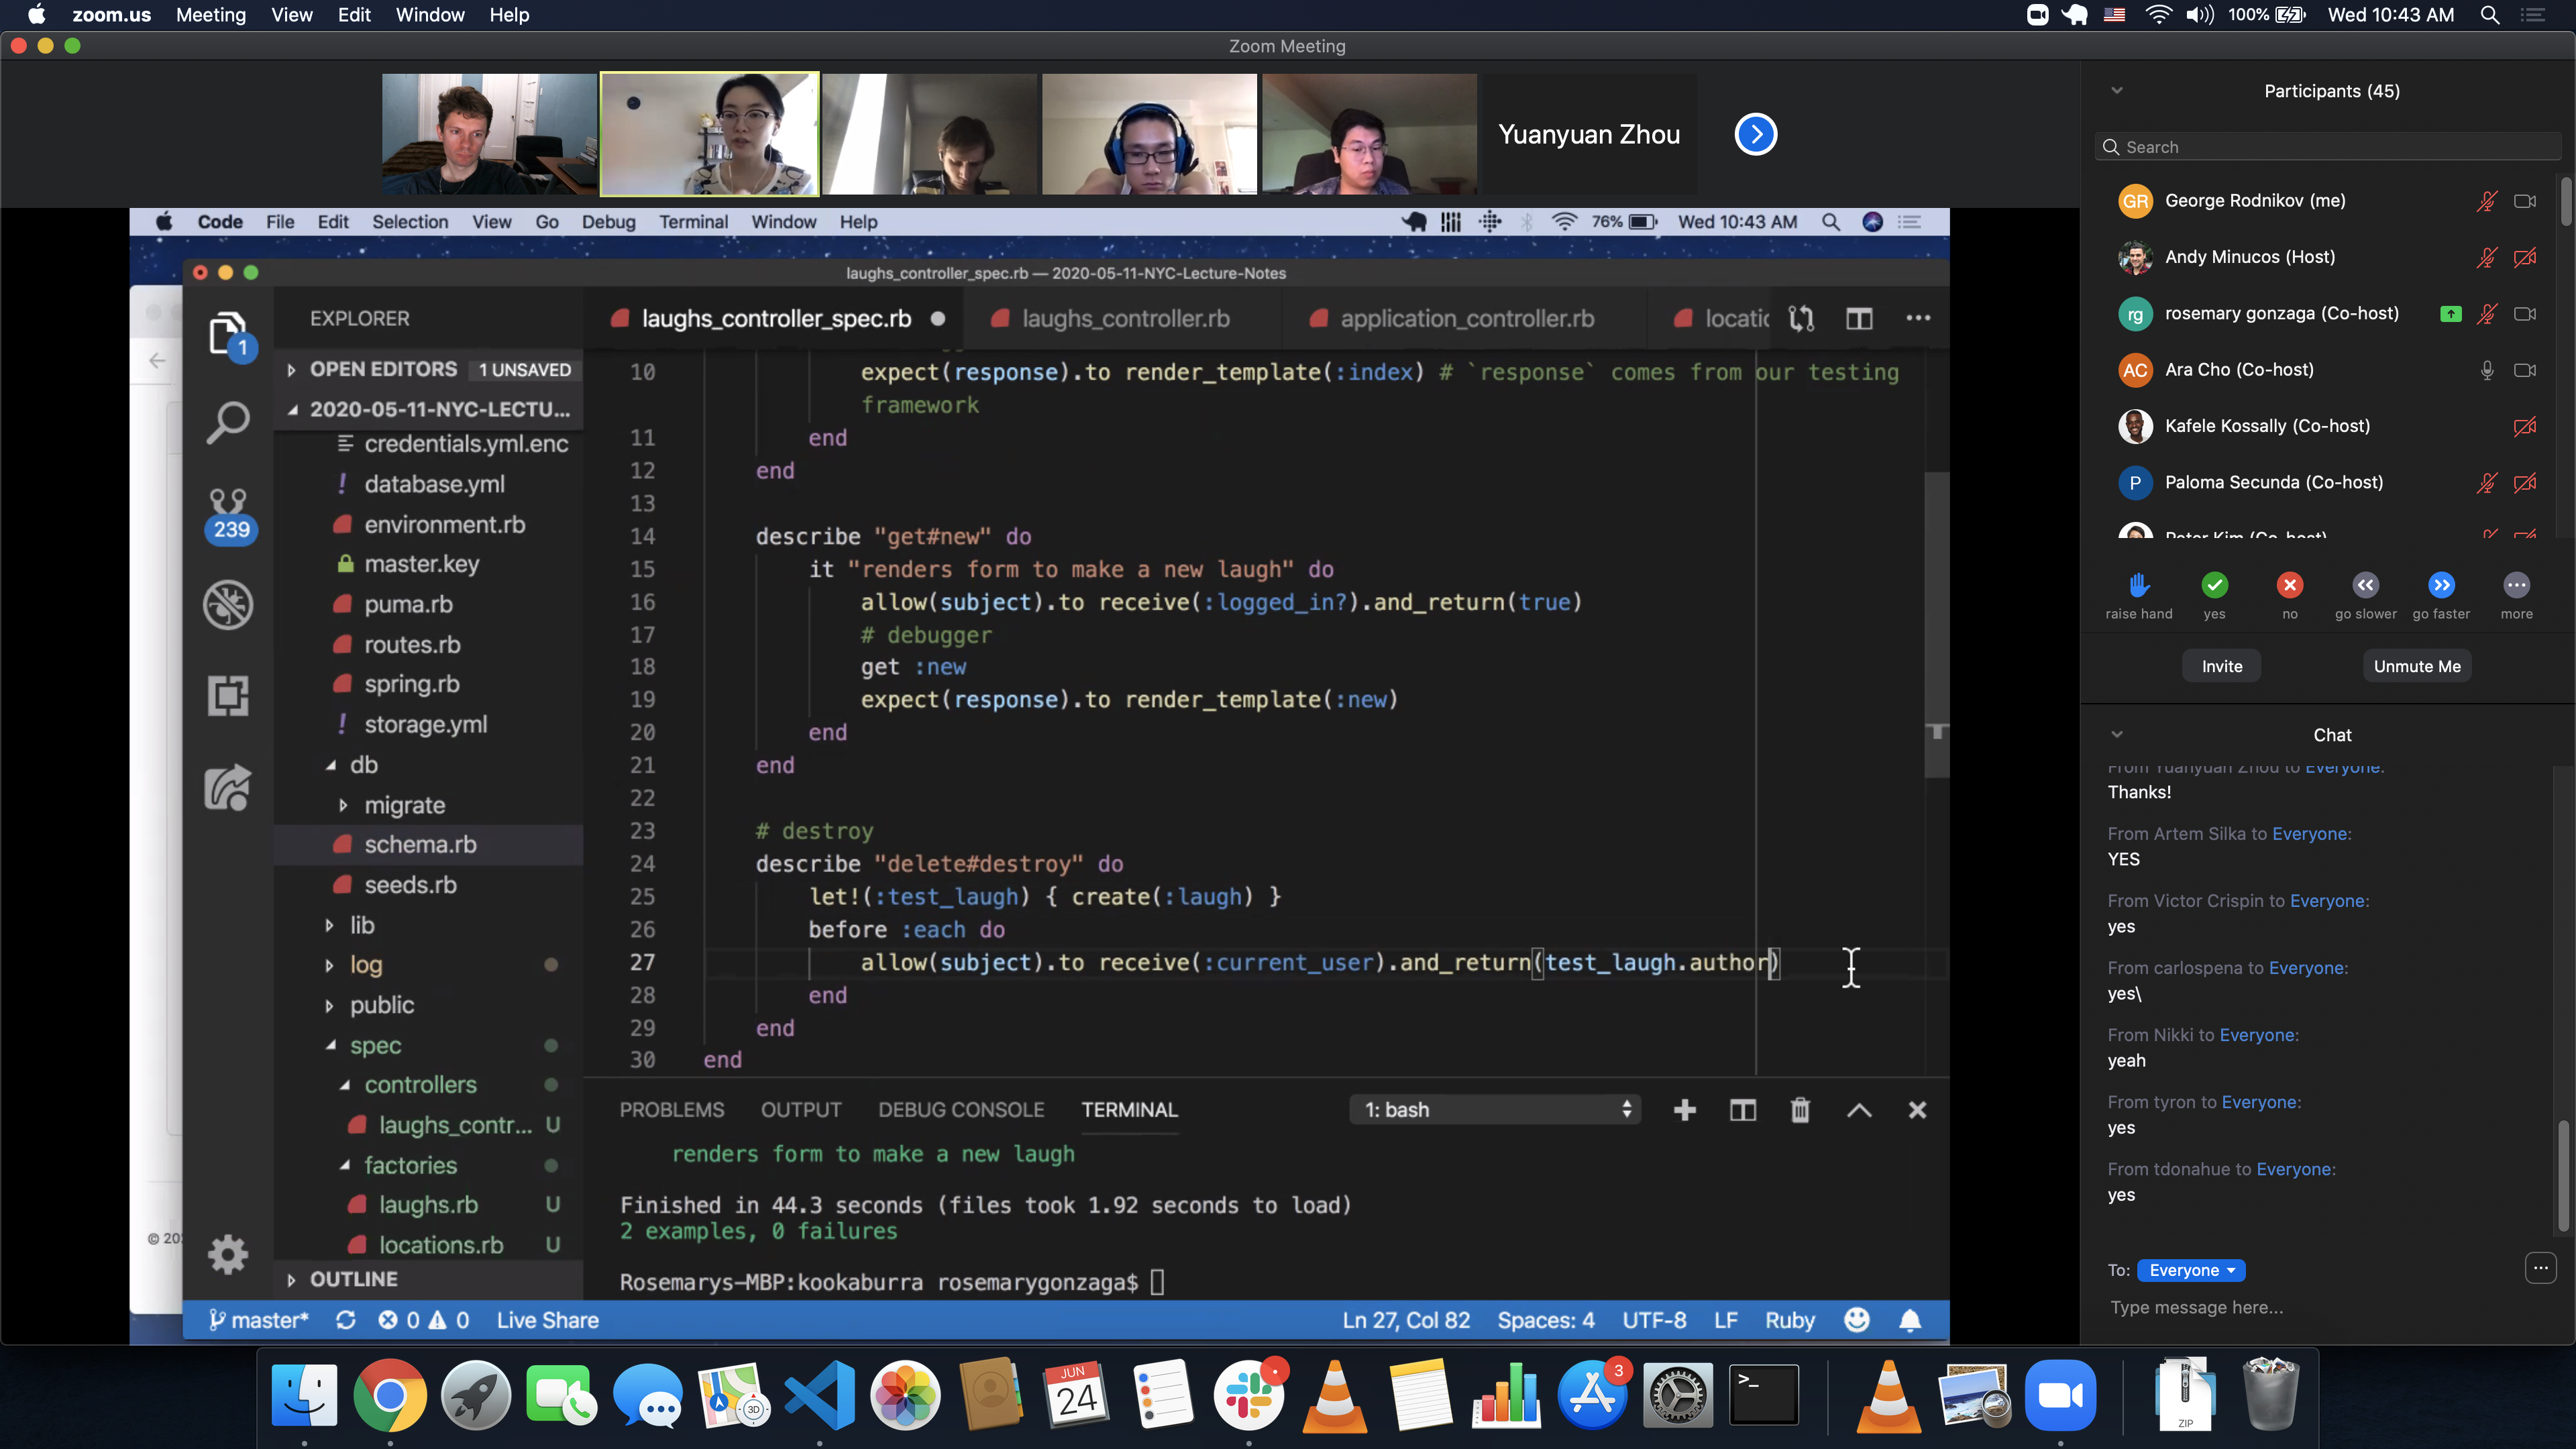 zoom.us Meeting View Edit Window Help 100% Wed 10:43 AM
Zoom Meeting
Yuanyuan Zhou
Code File Edit Selection View Go Debug Terminal Window Help 76% Wed 10:43 AM
laughs_controller_spec.rb — 2020-05-11-NYC-Lecture-Notes
EXPLORER
1
OPEN EDITORS 1 UNSAVED
2020-05-11-NYC-LECTU...
credentials.yml.enc
database.yml
239
environment.rb
master.key
puma.rb
routes.rb
spring.rb
storage.yml
db
migrate
schema.rb
seeds.rb
lib
log
public
spec
controllers
laughs_contr... U
factories
laughs.rb U
locations.rb U
OUTLINE
© 20
laughs_controller_spec.rb laughs_controller.rb application_controller.rb locatic
10 expect(response).to render_template(:index) # `response` comes from our testing
framework
11 end
12 end
13
14 describe "get#new" do
15 it "renders form to make a new laugh" do
16 allow(subject).to receive(:logged_in?).and_return(true)
17 # debugger
18 get :new
19 expect(response).to render_template(:new)
20 end
21 end
22
23 # destroy
24 describe "delete#destroy" do
25 let!(:test_laugh) { create(:laugh) }
26 before :each do
27 allow(subject).to receive(:current_user).and_return(test_laugh.author)
28 end
29 end
30 end
PROBLEMS OUTPUT DEBUG CONSOLE TERMINAL 1: bash
renders form to make a new laugh
Finished in 44.3 seconds (files took 1.92 seconds to load)
2 examples, 0 failures
Rosemarys-MBP:kookaburra rosemarygonzaga$
master* 0 0 Live Share Ln 27, Col 82 Spaces: 4 UTF-8 LF Ruby
Participants (45)
Search
GR George Rodnikov (me)
Andy Minucos (Host)
rg rosemary gonzaga (Co-host)
AC Ara Cho (Co-host)
Kafele Kossally (Co-host)
P Paloma Secunda (Co-host)
Peter Kim (Co-host)
raise hand yes no go slower go faster more
Invite Unmute Me
Chat
From Yuanyuan Zhou to Everyone:
Thanks!
From Artem Silka to Everyone:
YES
From Victor Crispin to Everyone:
yes
From carlospena to Everyone:
yes\
From Nikki to Everyone:
yeah
From tyron to Everyone:
yes
From tdonahue to Everyone:
yes
To: Everyone
Type message here...
3D
JUN
24
3
>_
ZIP